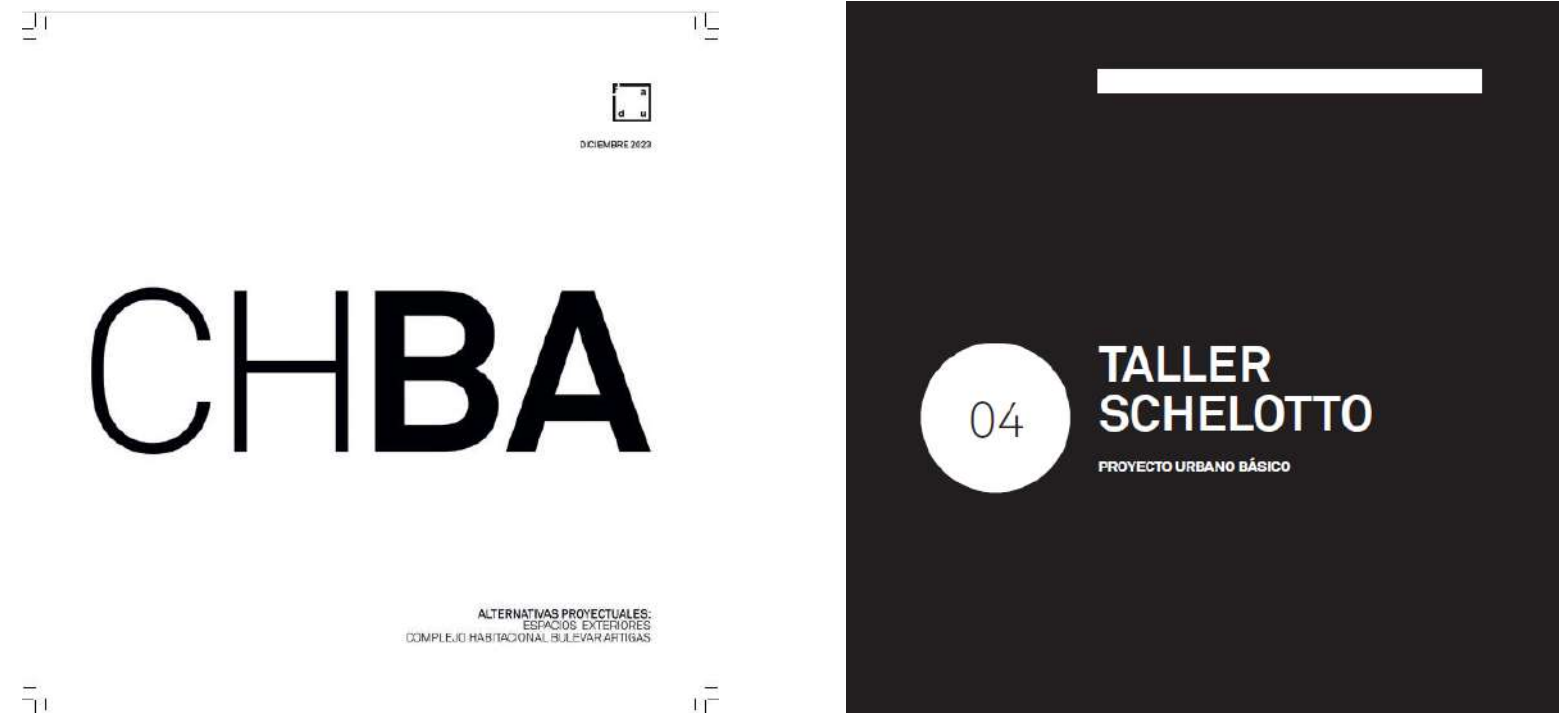 F a
d u
DICIEMBRE 2023
CHBA
ALTERNATIVAS PROYECTUALES:
ESPACIOS EXTERIORES
COMPLEJO HABITACIONAL BULEVAR ARTIGAS
04
TALLER
SCHELOTTO
PROYECTO URBANO BÁSICO